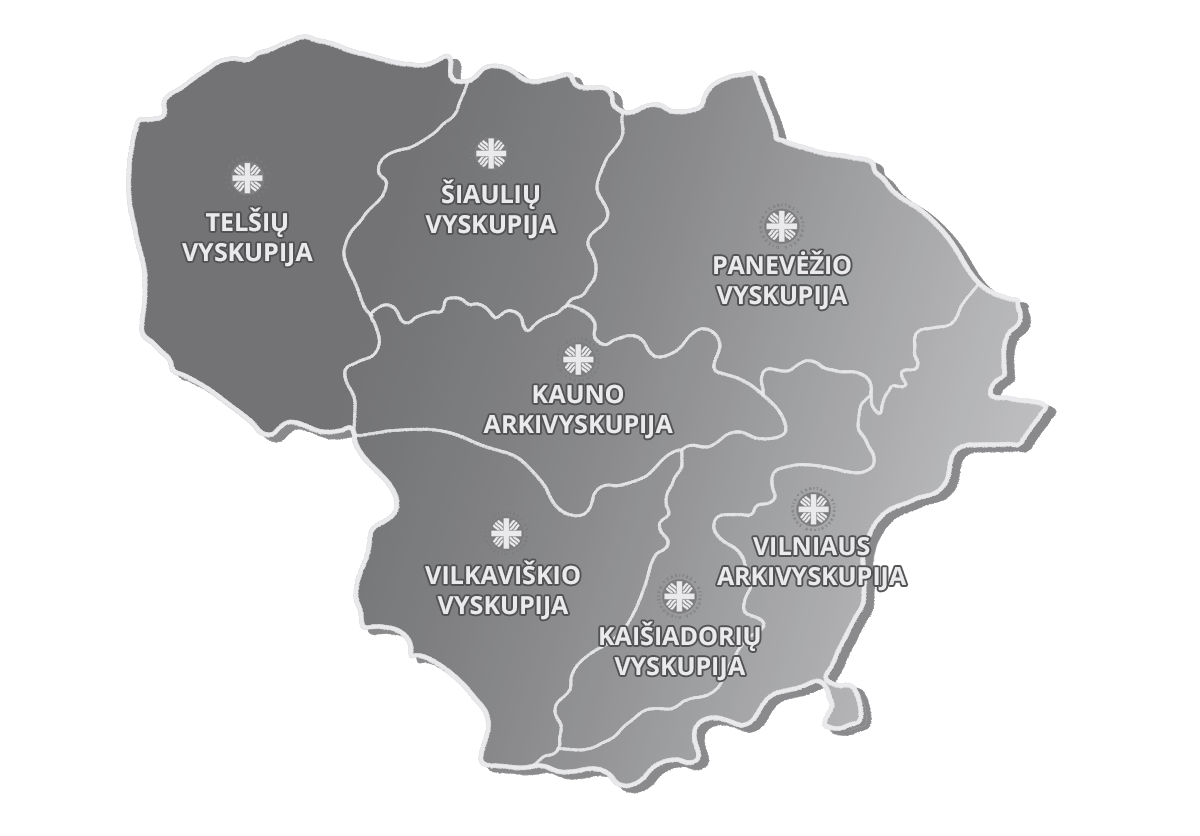 TELŠIŲ
VYSKUPIJA
ŠIAULIŲ
VYSKUPIJA
PANEVĖŽIO
VYSKUPIJA
KAUNO
ARKIVYSKUPIJA
VILKAVIŠKIO
VYSKUPIJA
KAIŠIADORIŲ
VYSKUPIJA
VILNIAUS
ARKIVYSKUPIJA